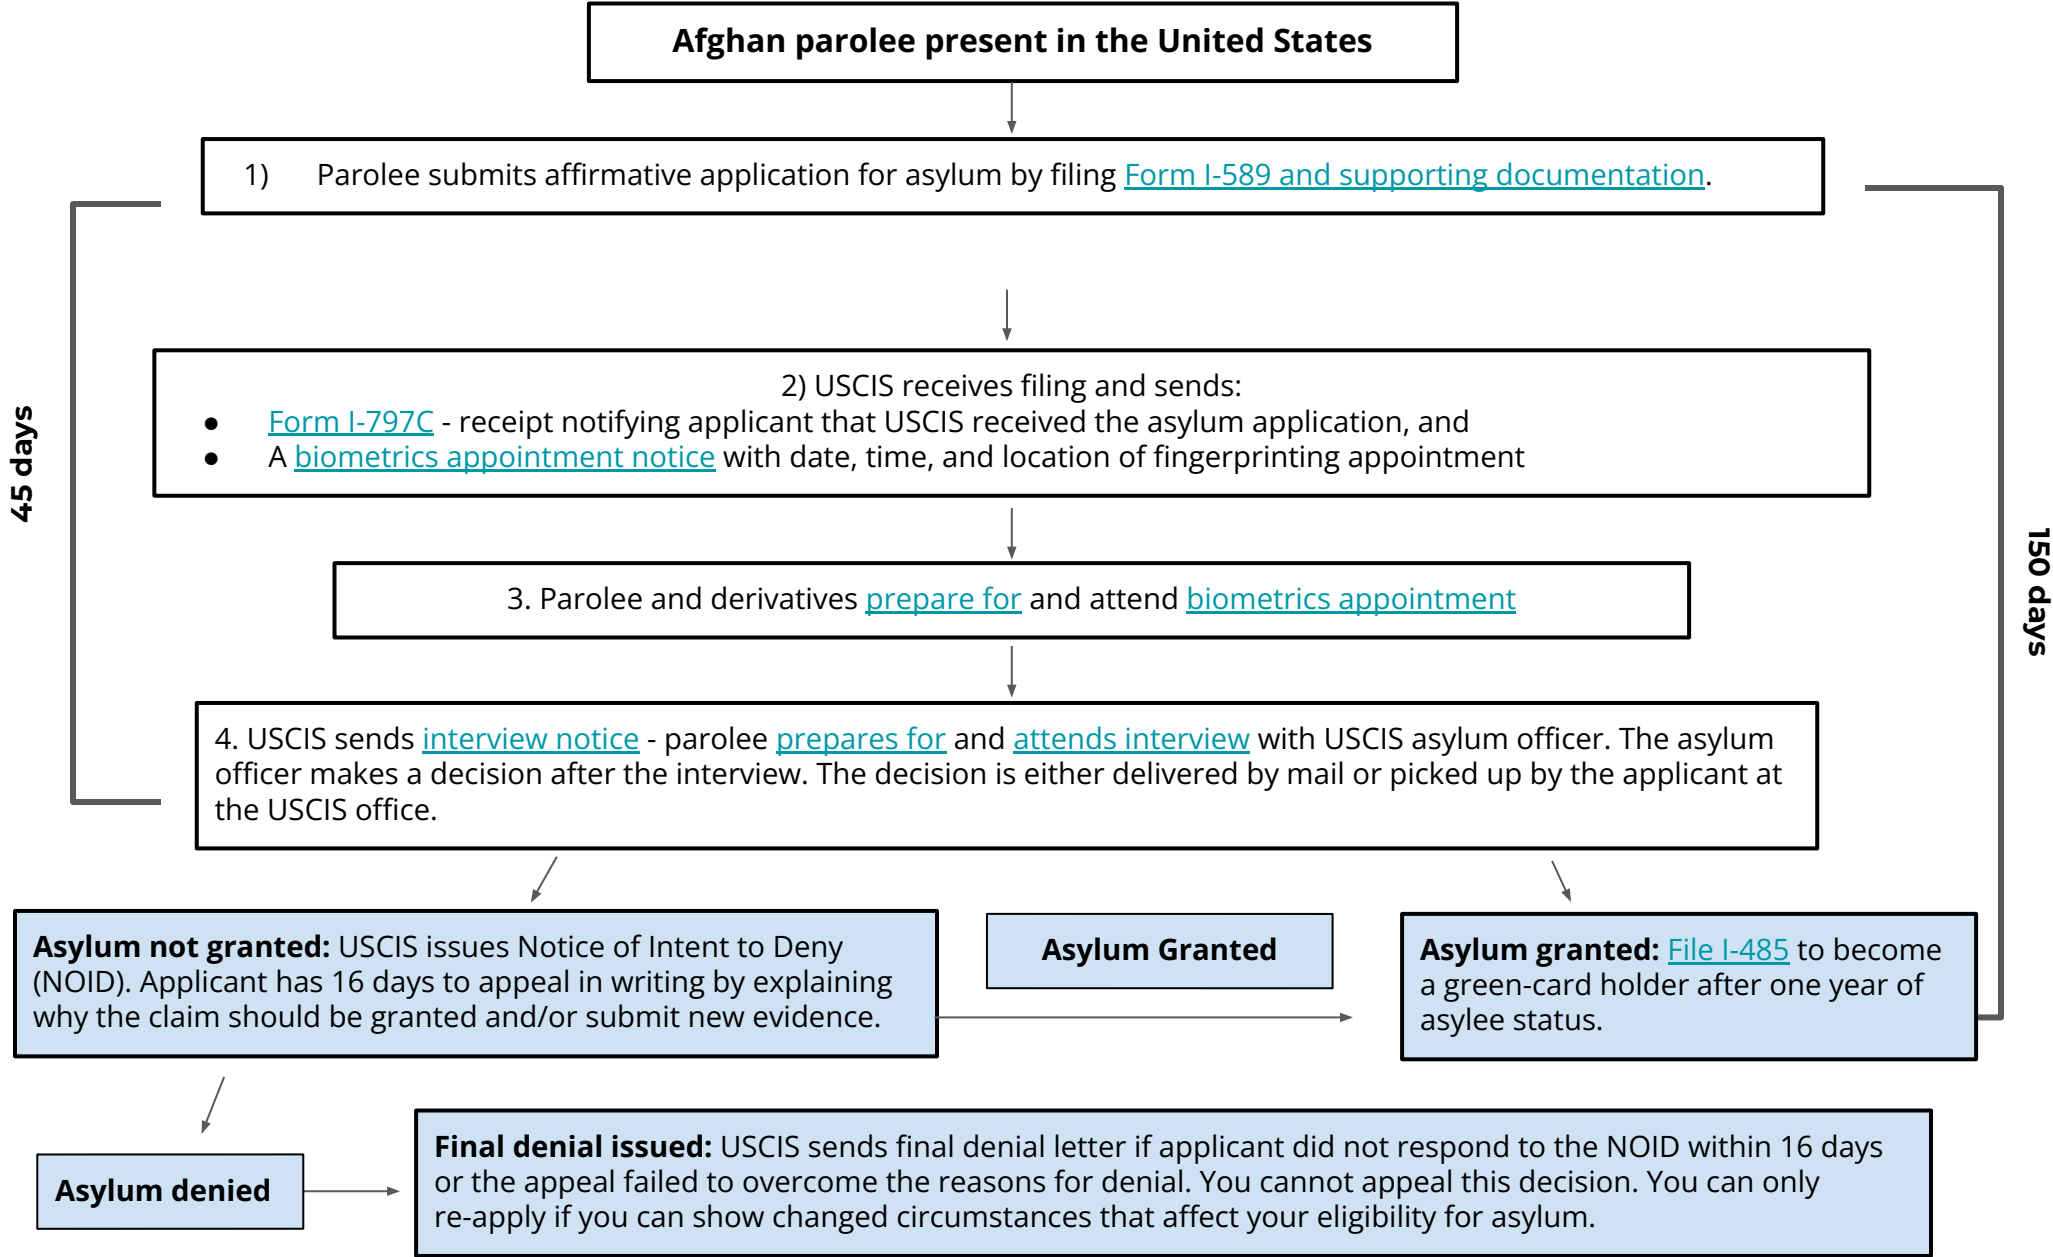 Afghan parolee present in the United States
1) Parolee submits affirmative application for asylum by filing Form I-589 and supporting documentation.
45 days
150 days
2) USCIS receives filing and sends:
● Form I-797C - receipt notifying applicant that USCIS received the asylum application, and
● A biometrics appointment notice with date, time, and location of fingerprinting appointment
3. Parolee and derivatives prepare for and attend biometrics appointment
4. USCIS sends interview notice - parolee prepares for and attends interview with USCIS asylum officer. The asylum
officer makes a decision after the interview. The decision is either delivered by mail or picked up by the applicant at
the USCIS office.
Asylum not granted: USCIS issues Notice of Intent to Deny
(NOID). Applicant has 16 days to appeal in writing by explaining
why the claim should be granted and/or submit new evidence.
Asylum Granted
Asylum granted: File I-485 to become
a green-card holder after one year of
asylee status.
Asylum denied
Final denial issued: USCIS sends final denial letter if applicant did not respond to the NOID within 16 days
or the appeal failed to overcome the reasons for denial. You cannot appeal this decision. You can only
re-apply if you can show changed circumstances that affect your eligibility for asylum.